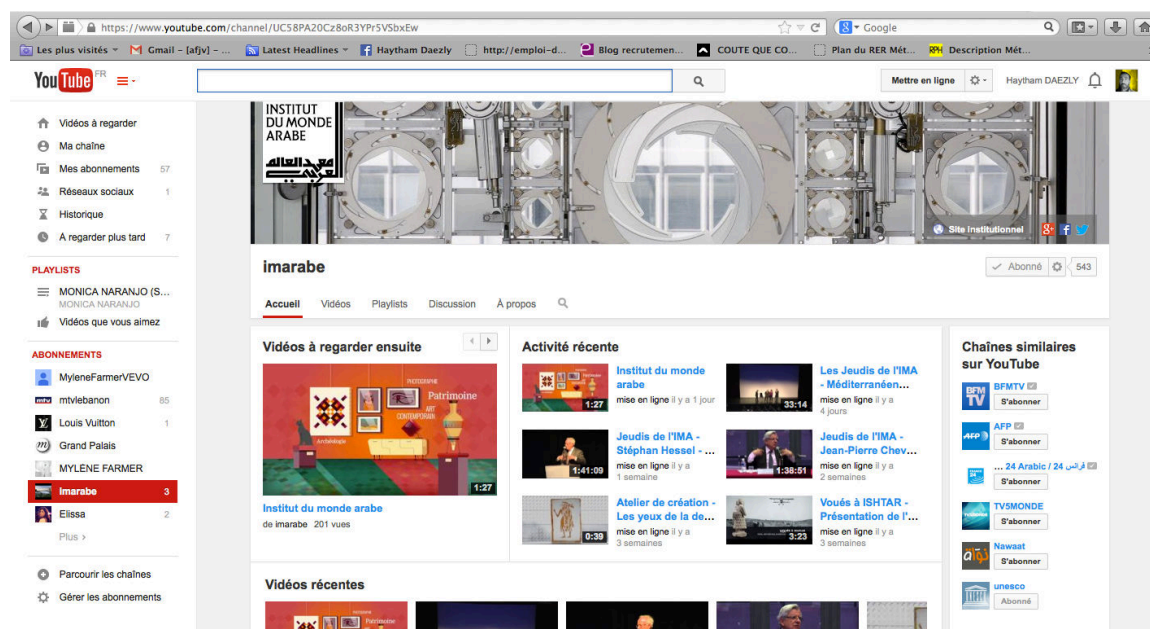 https://www.youtube.com/channel/UC58PA20Cz8oR3YPr5VSbxEw
Google
Les plus visités
Gmail – [afjv] – ...
Latest Headlines
Haytham Daezly
http://emploi-d...
Blog recrutemen...
COUTE QUE CO...
Plan du RER Mét...
Description Mét...
YouTube FR
Mettre en ligne
Haytham DAEZLY
Vidéos à regarder
Ma chaîne
Mes abonnements 57
Réseaux sociaux 1
Historique
A regarder plus tard 7
PLAYLISTS
MONICA NARANJO (S...
MONICA NARANJO
Vidéos que vous aimez
ABONNEMENTS
MyleneFarmerVEVO
mtvlebanon 85
Louis Vuitton 1
Grand Palais
MYLENE FARMER
Imarabe 3
Elissa 2
Plus ›
Parcourir les chaînes
Gérer les abonnements
INSTITUT
DU MONDE
ARABE
معهد العالم
العربي
Site Institutionnel
imarabe
Abonné 543
Accueil Vidéos Playlists Discussion À propos
Vidéos à regarder ensuite
PHOTOGRAPHIE
Patrimoine
ART
CONTEMPORAIN
Archéologie
1:27
Institut du monde arabe
de imarabe 201 vues
Activité récente
1:27
Institut du monde
arabe
mise en ligne il y a 1 jour
33:14
Les Jeudis de l'IMA
- Méditerranéen...
mise en ligne il y a
4 jours
1:41:09
Jeudis de l'IMA -
Stéphan Hessel - ...
mise en ligne il y a
1 semaine
1:38:51
Jeudis de l'IMA -
Jean-Pierre Chev...
mise en ligne il y a
2 semaines
0:39
Atelier de création -
Les yeux de la de...
mise en ligne il y a
3 semaines
3:23
Voués à ISHTAR -
Présentation de l'...
mise en ligne il y a
3 semaines
Chaînes similaires
sur YouTube
BFM
TV
BFMTV
S'abonner
AFP
AFP
S'abonner
... 24 Arabic / 24 فرانس
S'abonner
TV5MONDE
S'abonner
Nawaat
S'abonner
unesco
Abonné
Vidéos récentes
Patrimoine